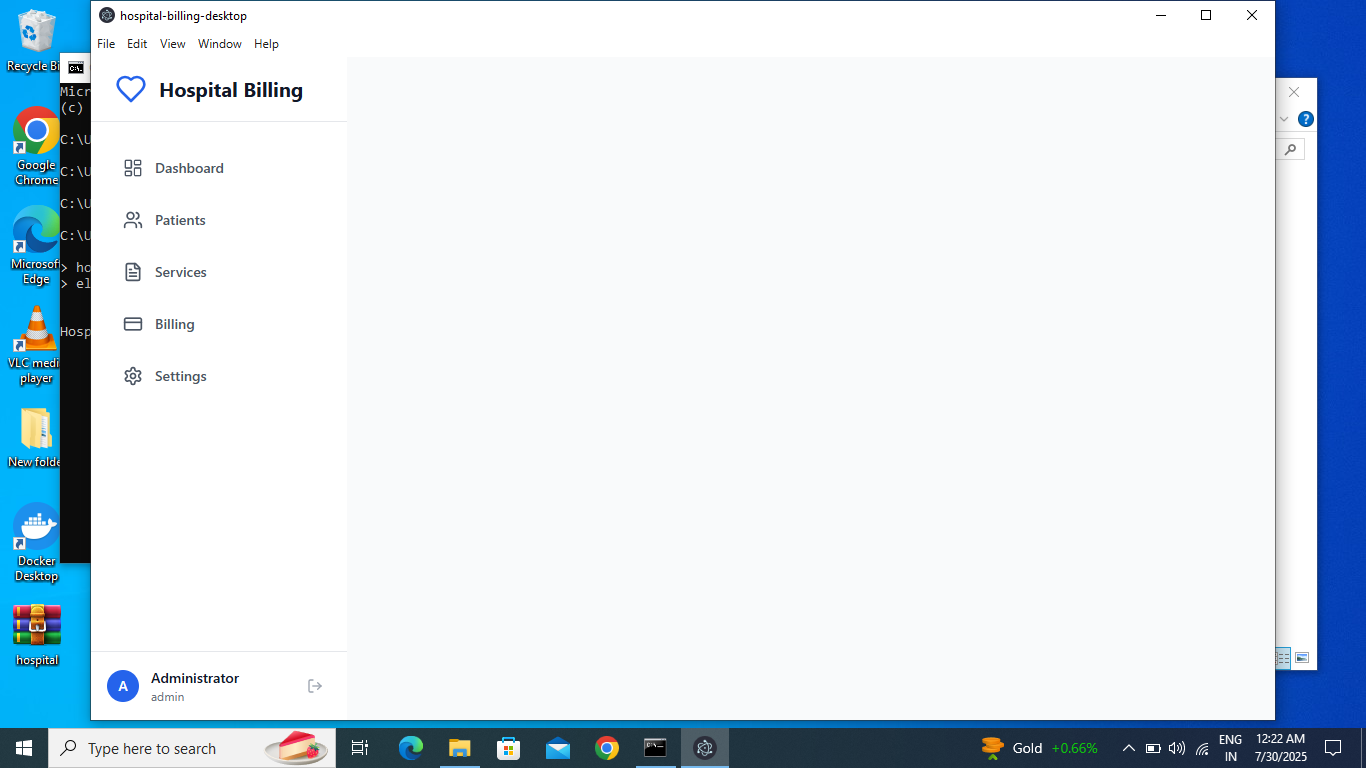 hospital-billing-desktop
File Edit View Window Help
Hospital Billing
Dashboard
Patients
Services
Billing
Settings
Administrator
admin
A
Recycle Bi
Google
Chrome
Microsof
Edge
VLC medi
player
New folde
Docker
Desktop
hospital
C:\.
Micr
(c)
C:\U
C:\U
C:\U
C:\U
> ho
> el
Hosp
?
Type here to search
Gold +0.66%
ENG
IN
12:22 AM
7/30/2025